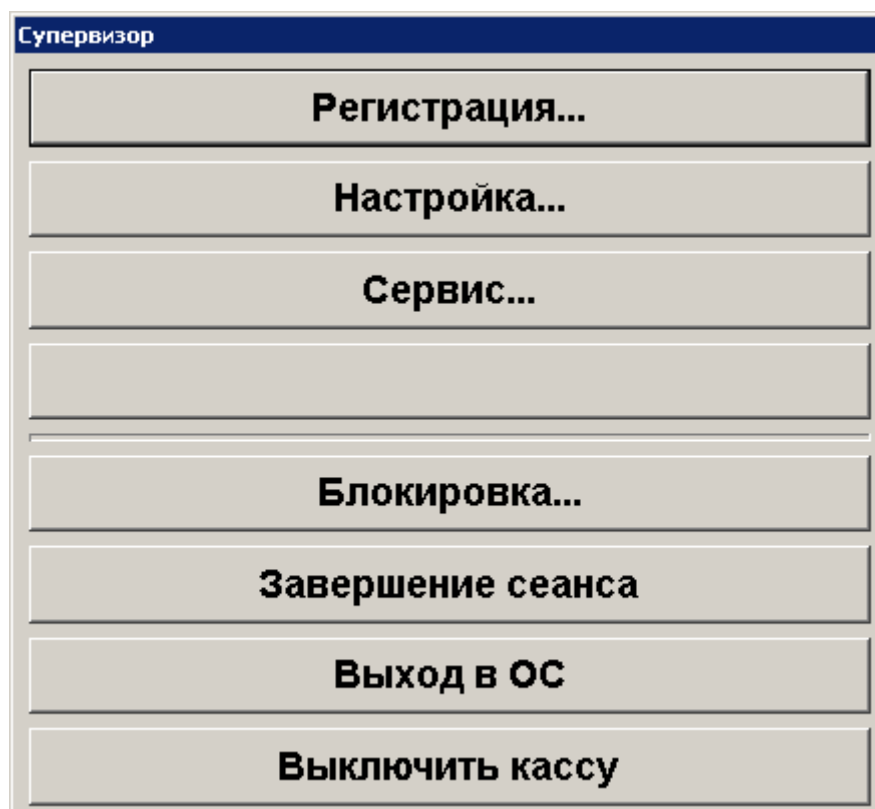 Супервизор
Регистрация...
Настройка...
Сервис...
Блокировка...
Завершение сеанса
Выход в ОС
Выключить кассу